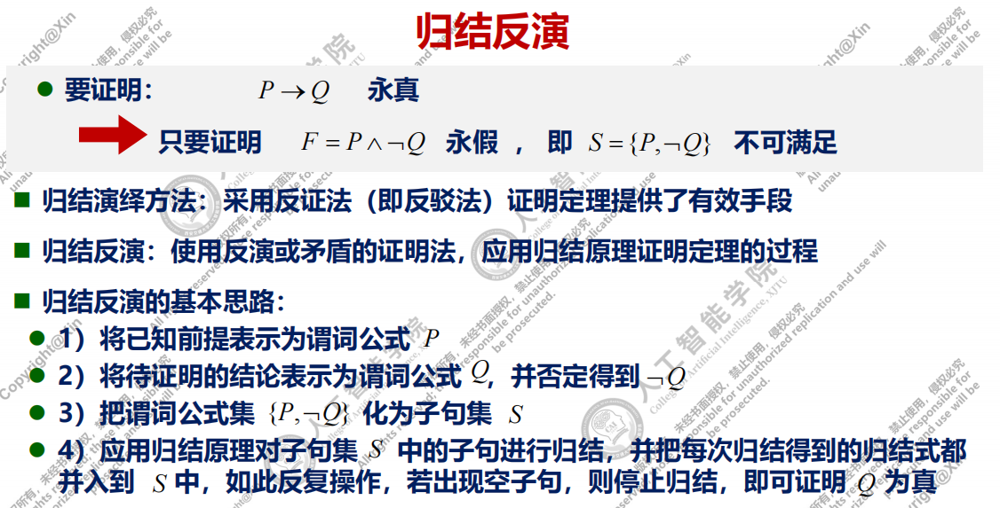 归结反演
要证明： P → Q 永真
只要证明 F = P ∧ ¬Q 永假 ， 即 S = {P, ¬Q} 不可满足
归结演绎方法：采用反证法（即反驳法）证明定理提供了有效手段
归结反演：使用反演或矛盾的证明法，应用归结原理证明定理的过程
归结反演的基本思路：
1）将已知前提表示为谓词公式 P
2）将待证明的结论表示为谓词公式 Q，并否定得到 ¬Q
3）把谓词公式集 {P, ¬Q} 化为子句集 S
4）应用归结原理对子句集 S 中的子句进行归结，并把每次归结得到的归结式都
并入到 S 中，如此反复操作，若出现空子句，则停止归结，即可证明 Q 为真